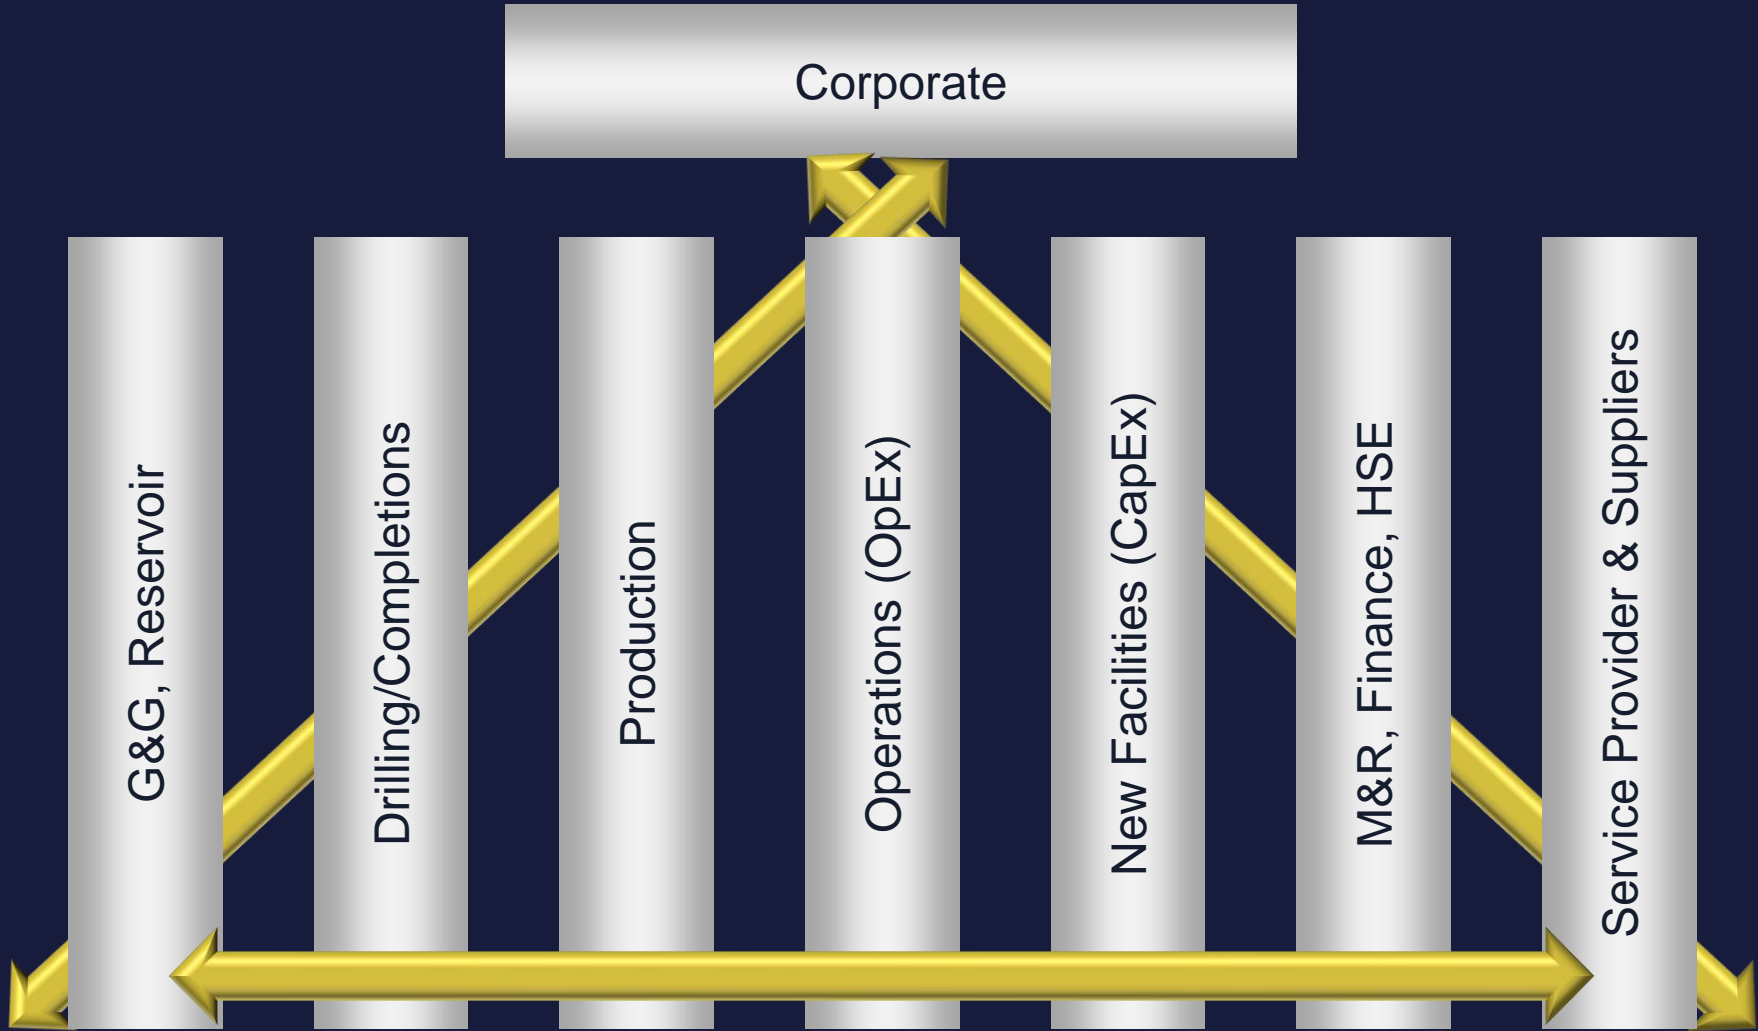 Corporate
G&G, Reservoir
Drilling/Completions
Production
Operations (OpEx)
New Facilities (CapEx)
M&R, Finance, HSE
Service Provider & Suppliers